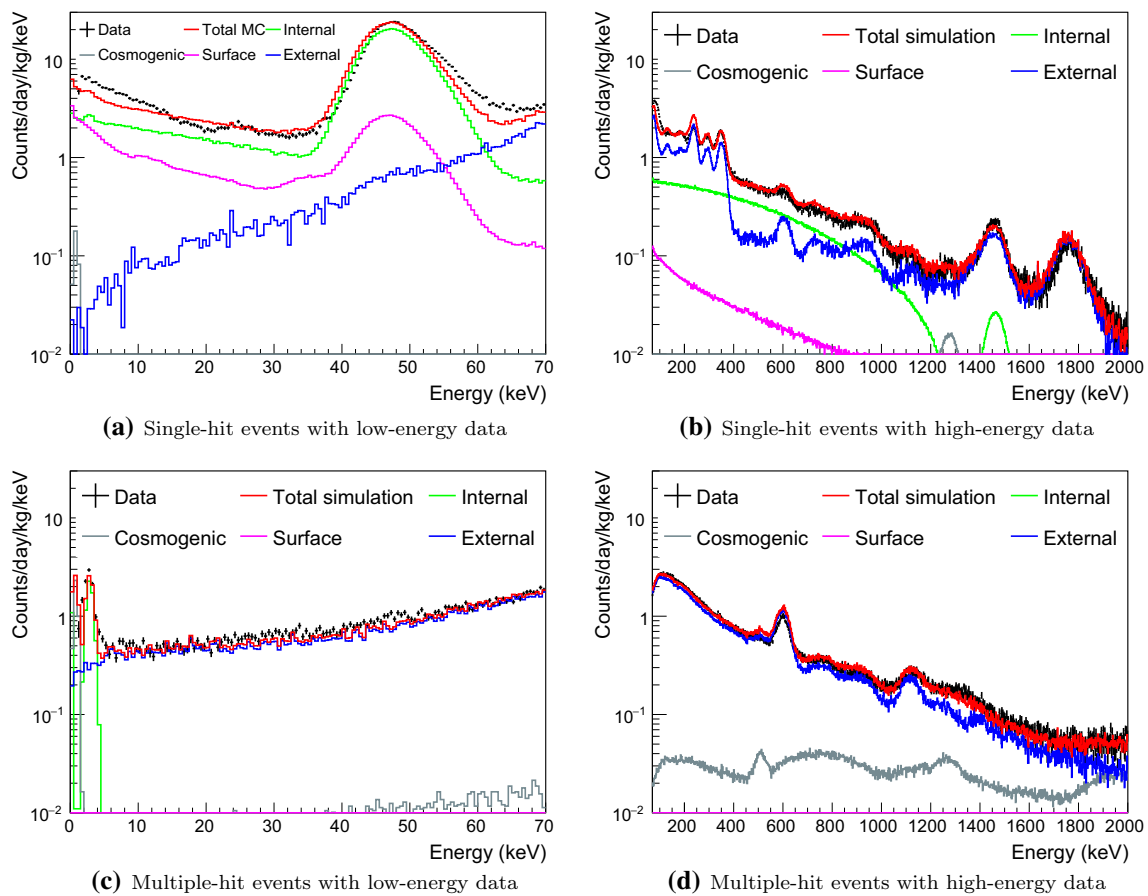 Counts/day/kg/keV
10
1
10⁻¹
10⁻²
Data Total MC Internal
Cosmogenic Surface External
0 10 20 30 40 50 60 70
Energy (keV)
(a) Single-hit events with low-energy data
Counts/day/kg/keV
10
1
10⁻¹
10⁻²
Data Total simulation Internal
Cosmogenic Surface External
200 400 600 800 1000 1200 1400 1600 1800 2000
Energy (keV)
(b) Single-hit events with high-energy data
Counts/day/kg/keV
10
1
10⁻¹
10⁻²
Data Total simulation Internal
Cosmogenic Surface External
0 10 20 30 40 50 60 70
Energy (keV)
(c) Multiple-hit events with low-energy data
Counts/day/kg/keV
10
1
10⁻¹
10⁻²
Data Total simulation Internal
Cosmogenic Surface External
200 400 600 800 1000 1200 1400 1600 1800 2000
Energy (keV)
(d) Multiple-hit events with high-energy data